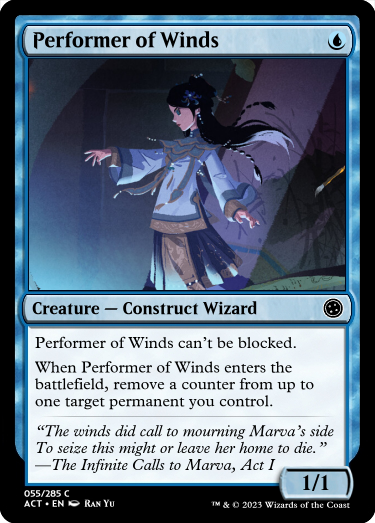 Performer of Winds
Creature — Construct Wizard
Performer of Winds can't be blocked.
When Performer of Winds enters the
battlefield, remove a counter from up to
one target permanent you control.
“The winds did call to mourning Marva's side
To seize this might or leave her home to die.”
—The Infinite Calls to Marva, Act I
1/1
055/285 C
ACT • EN Ran Yu
™ & © 2023 Wizards of the Coast